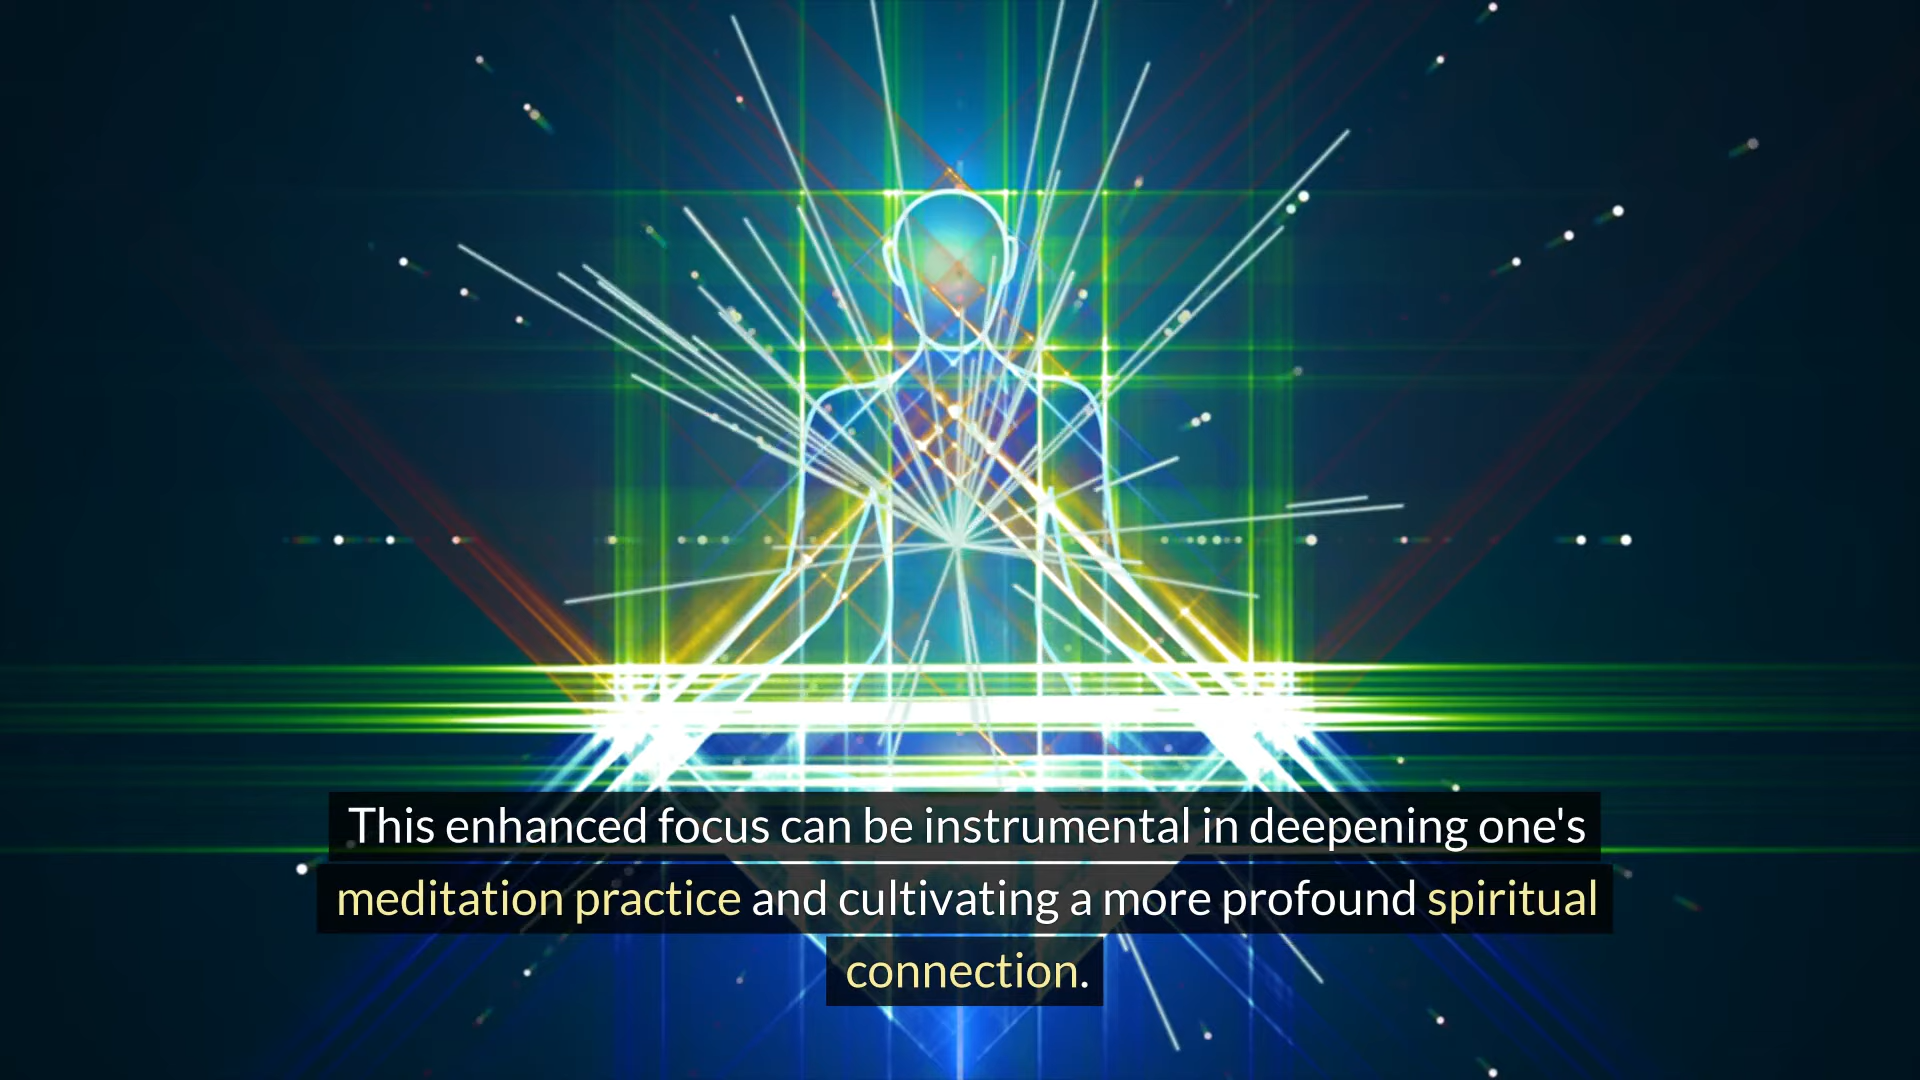 This enhanced focus can be instrumental in deepening one's
meditation practice and cultivating a more profound spiritual
connection.